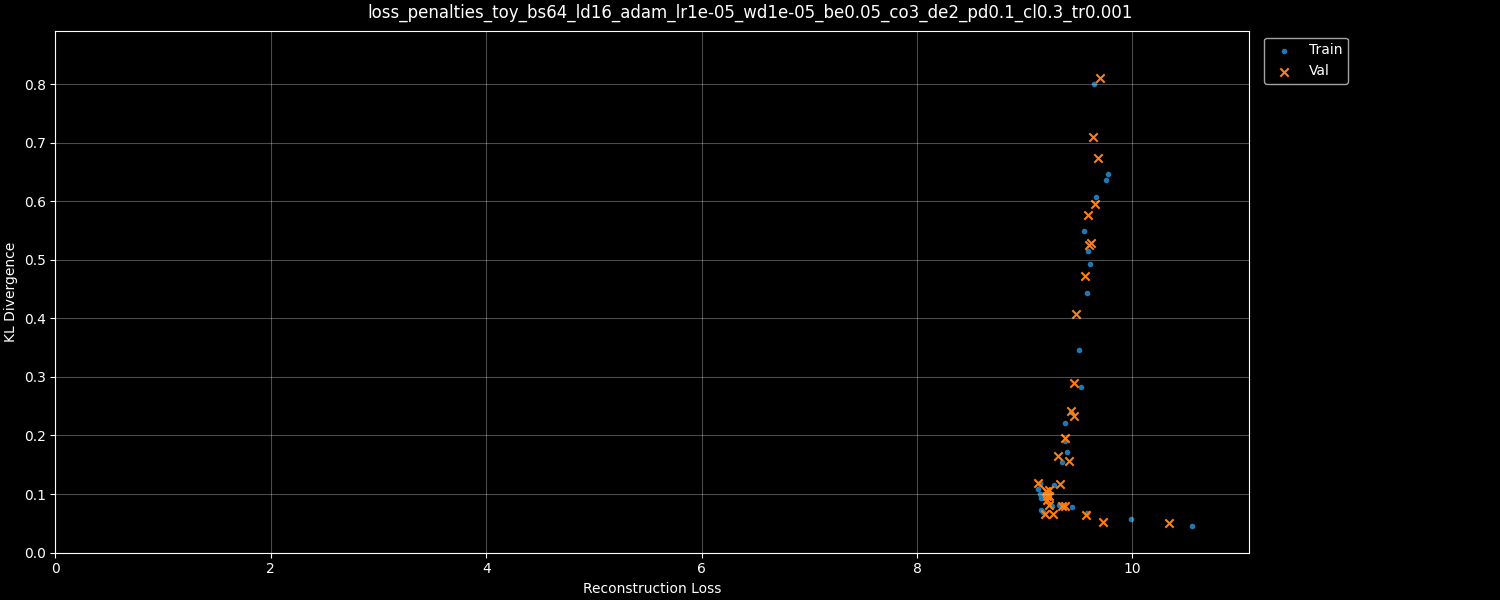 loss_penalties_toy_bs64_ld16_adam_lr1e-05_wd1e-05_be0.05_co3_de2_pd0.1_cl0.3_tr0.001
Train
Val
KL Divergence
0.8
0.7
0.6
0.5
0.4
0.3
0.2
0.1
0.0
0 2 4 6 8 10
Reconstruction Loss